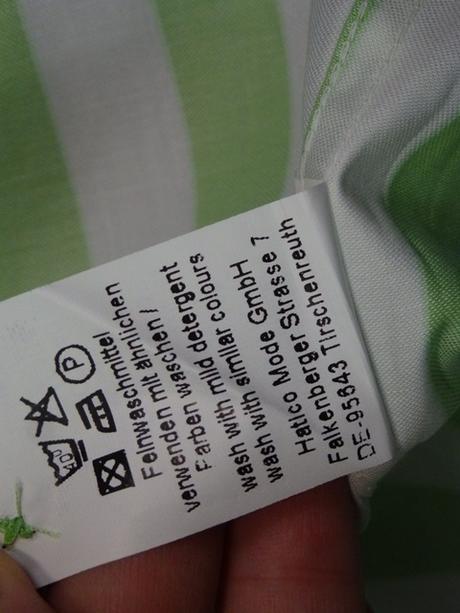 P
Feinwaschmittel
verwenden mit ähnlichen
Farben waschen /
wash with mild detergent
wash with similar colours
Hatico Mode GmbH
Falkenberger Strasse 7
DE-95643 Tirschenreuth